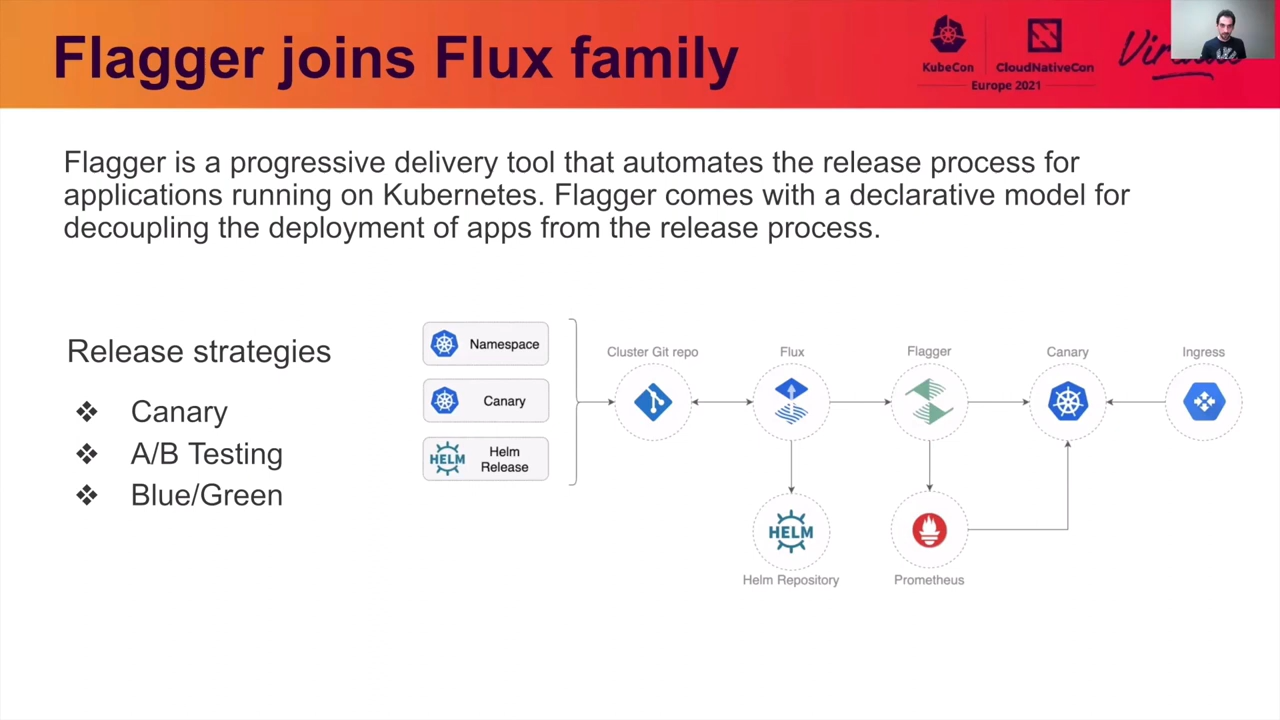 Flagger joins Flux family
KubeCon
CloudNativeCon
Europe 2021
Flagger is a progressive delivery tool that automates the release process for
applications running on Kubernetes. Flagger comes with a declarative model for
decoupling the deployment of apps from the release process.
Release strategies
❖ Canary
❖ A/B Testing
❖ Blue/Green
Namespace
Canary
HELM
Helm
Release
Cluster Git repo
Flux
Flagger
Canary
Ingress
HELM
Helm Repository
Prometheus